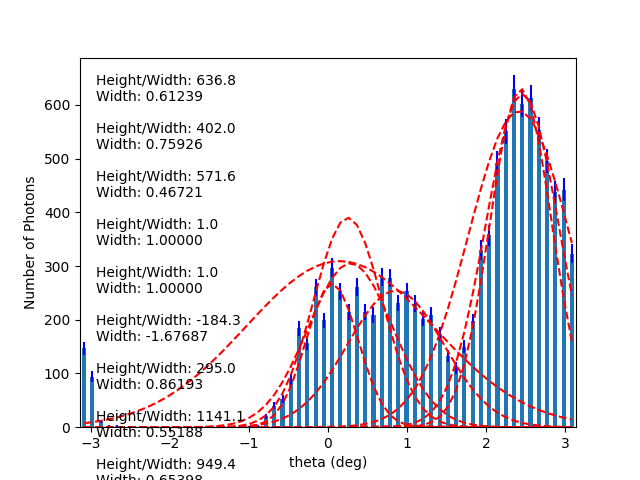 Height/Width: 636.8
Width: 0.61239
Height/Width: 402.0
Width: 0.75926
Height/Width: 571.6
Width: 0.46721
Height/Width: 1.0
Width: 1.00000
Height/Width: 1.0
Width: 1.00000
Height/Width: -184.3
Width: -1.67687
Height/Width: 295.0
Width: 0.86193
Height/Width: 1141.1
Width: 0.55188
Height/Width: 949.4
Width: 0.65398
Number of Photons
600
500
400
300
200
100
0
−3
−2
−1
0
1
2
3
theta (deg)